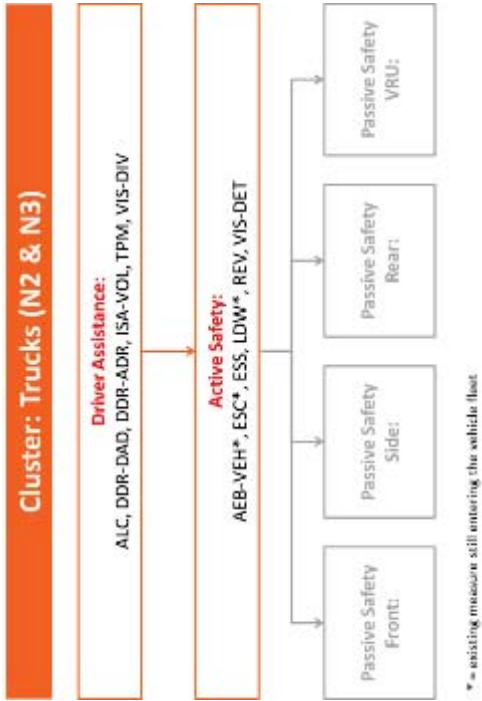 Cluster: Trucks (N2 & N3)
Driver Assistance:
ALC, DDR-DAD, DDR-ADR, ISA-VOL, TPM, VIS-DIV
Active Safety:
AEB-VEH*, ESC*, ESS, LDW*, REV, VIS-DET
Passive Safety
Front:
Passive Safety
Side:
Passive Safety
Rear:
Passive Safety
VRU:
* = existing measure still entering the vehicle fleet